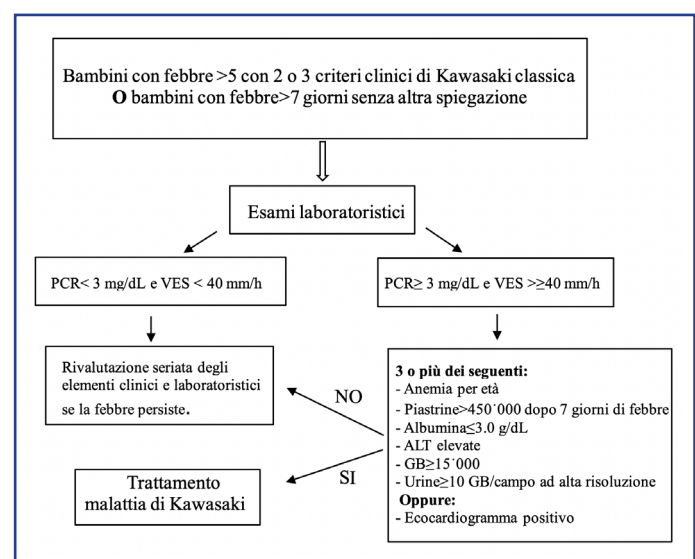 Bambini con febbre >5 con 2 o 3 criteri clinici di Kawasaki classica
O bambini con febbre>7 giorni senza altra spiegazione
Esami laboratoristici
PCR< 3 mg/dL e VES < 40 mm/h
PCR≥ 3 mg/dL e VES >≥40 mm/h
Rivalutazione seriata degli
elementi clinici e laboratoristici
se la febbre persiste.
NO
SI
3 o più dei seguenti:
- Anemia per età
- Piastrine>450˙000 dopo 7 giorni di febbre
- Albumina≤3.0 g/dL
- ALT elevate
- GB≥15˙000
- Urine≥10 GB/campo ad alta risoluzione
Oppure:
- Ecocardiogramma positivo
Trattamento
malattia di Kawasaki